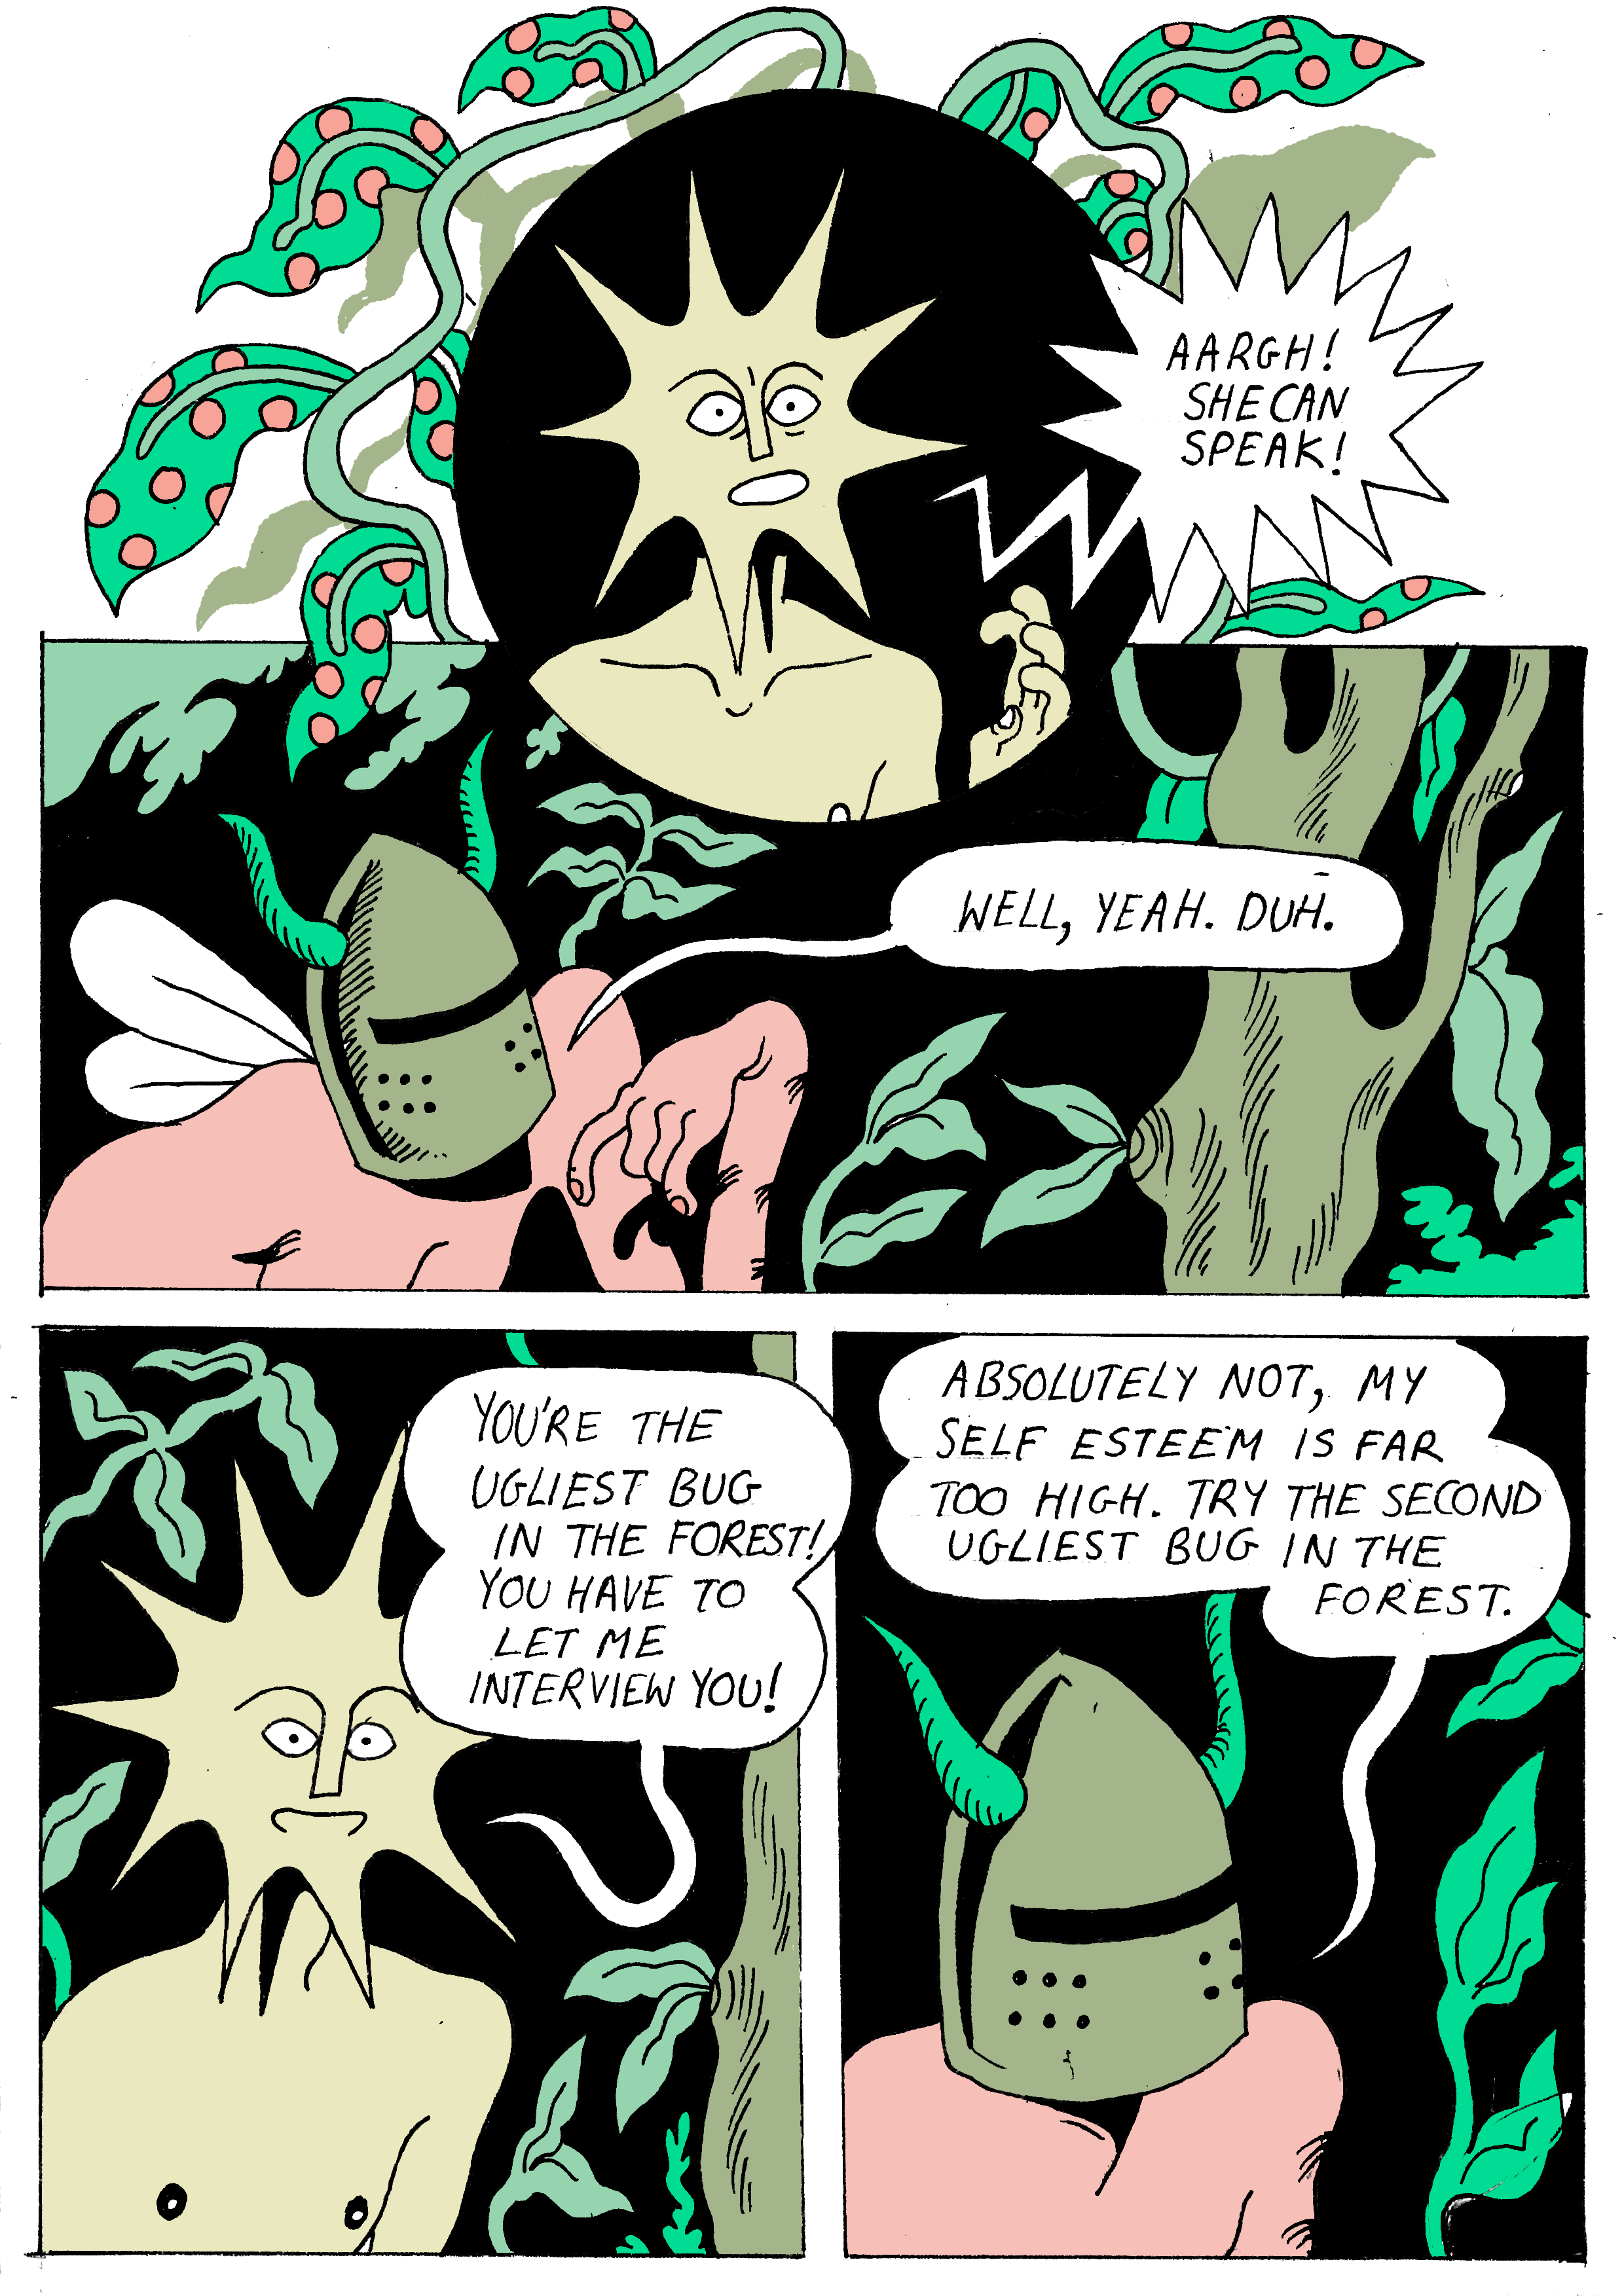 AARGH!
SHE CAN
SPEAK!
WELL, YEAH. DUH.
YOU'RE THE
UGLIEST BUG
IN THE FOREST!
YOU HAVE TO
LET ME
INTERVIEW YOU!
ABSOLUTELY NOT, MY
SELF ESTEEM IS FAR
TOO HIGH. TRY THE SECOND
UGLIEST BUG IN THE
FOREST.